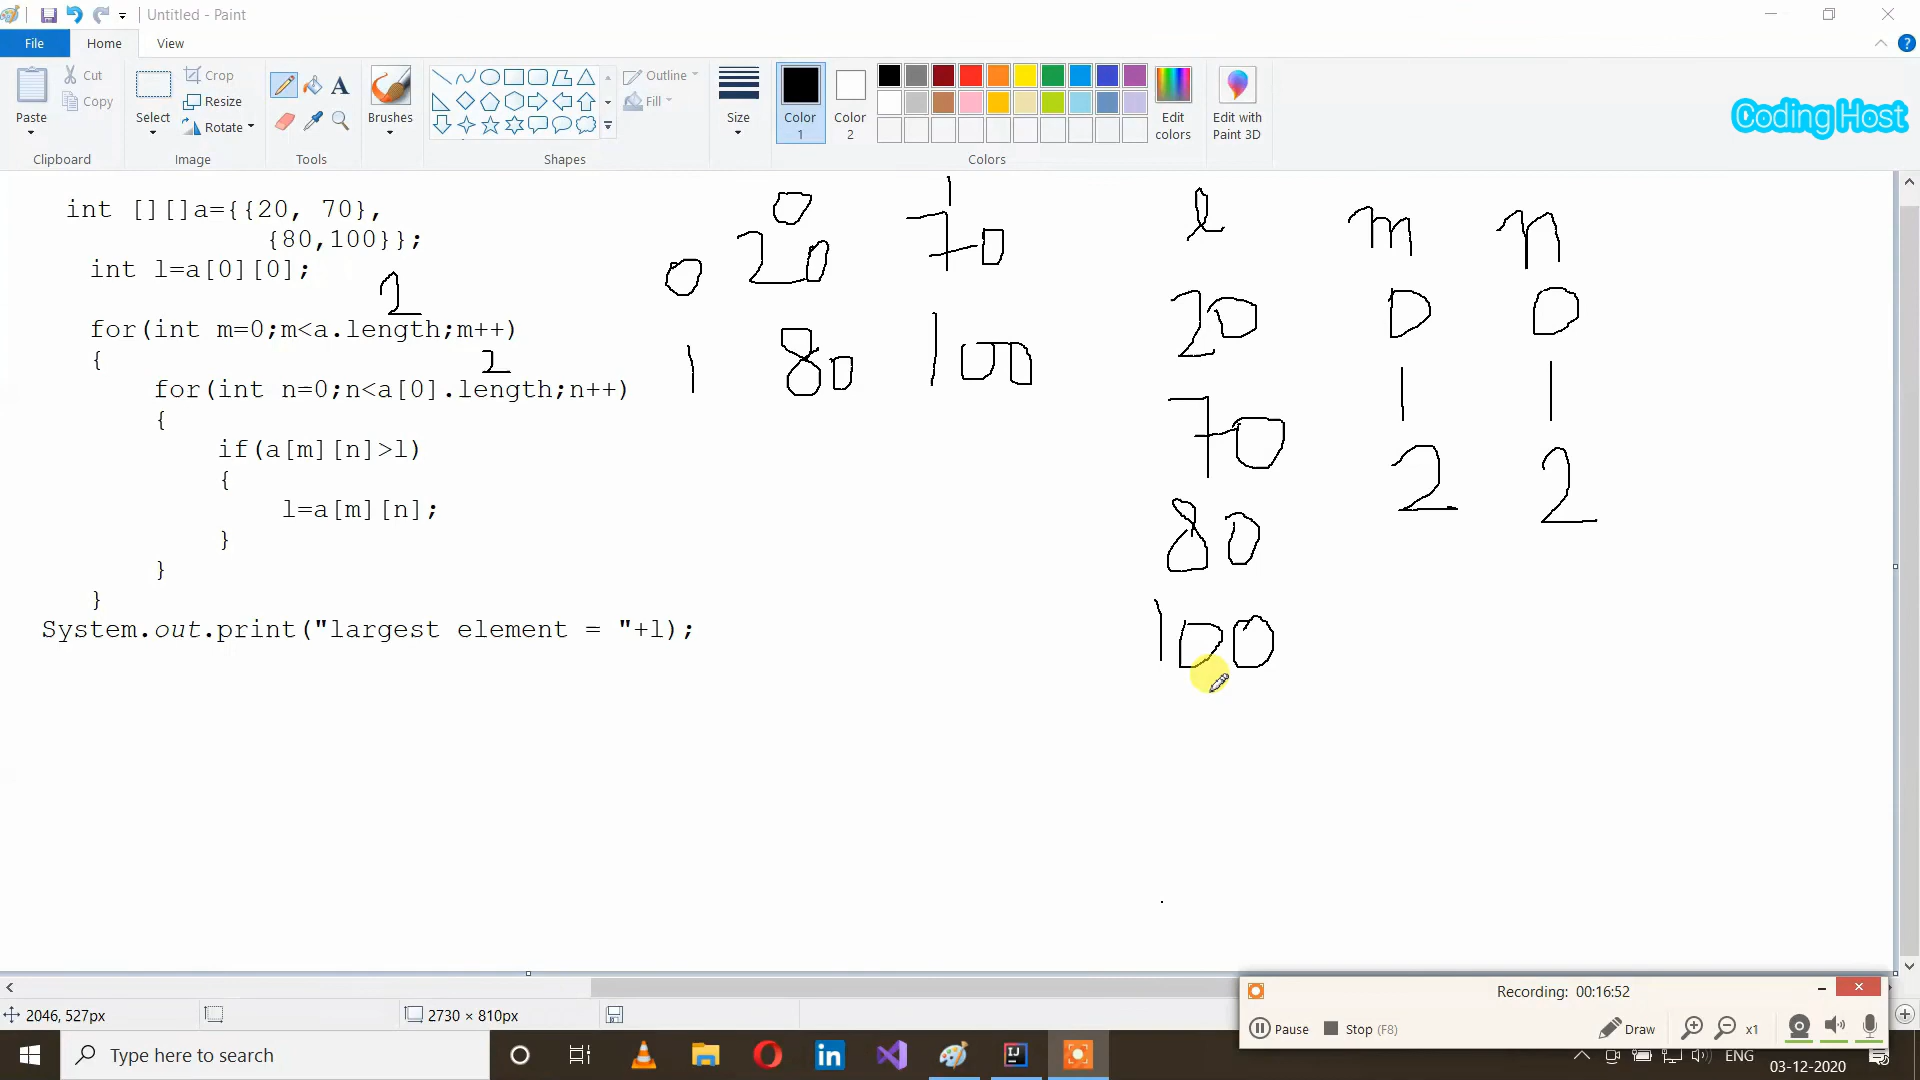 Untitled - Paint
File Home View
Paste Cut Copy Clipboard
Select Crop Resize Rotate Image
Tools
Brushes
Outline Fill Shapes
Size
Color 1 Color 2 Edit colors Edit with Paint 3D
Colors
Coding Host
int [][]a={{20, 70},
{80,100}};
int l=a[0][0];
2
for(int m=0;m<a.length;m++)
{
2
for(int n=0;n<a[0].length;n++)
{
if(a[m][n]>l)
{
l=a[m][n];
}
}
}
System.out.print("largest element = "+l);
0 1
0 20 70
1 80 100
l m n
20 0 0
70 1 1
80 2 2
100
Recording: 00:16:52
Pause Stop (F8) Draw x1
2046, 527px 2730 × 810px
Type here to search
ENG
03-12-2020